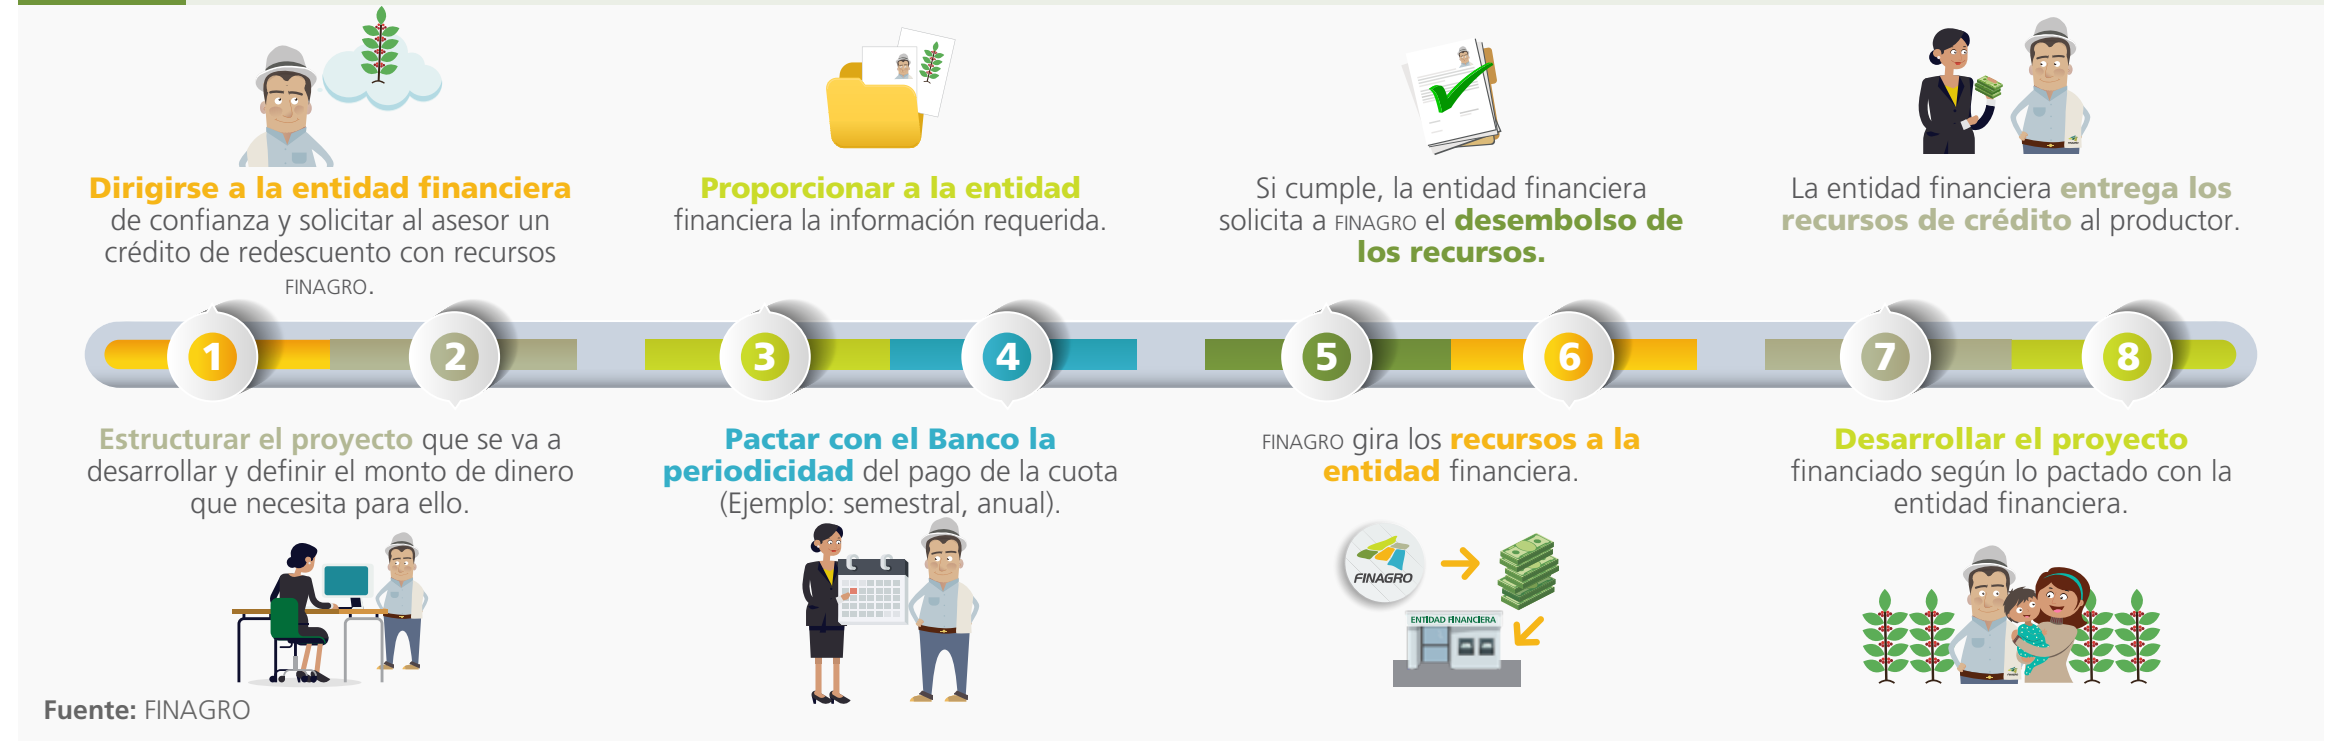 Dirigirse a la entidad financiera
de confianza y solicitar al asesor un
crédito de redescuento con recursos
FINAGRO.
1
Estructurar el proyecto que se va a
desarrollar y definir el monto de dinero
que necesita para ello.
2
Proporcionar a la entidad
financiera la información requerida.
3
Pactar con el Banco la
periodicidad del pago de la cuota
(Ejemplo: semestral, anual).
4
Si cumple, la entidad financiera
solicita a FINAGRO el desembolso de
los recursos.
5
FINAGRO gira los recursos a la
entidad financiera.
6
FINAGRO
ENTIDAD FINANCIERA
La entidad financiera entrega los
recursos de crédito al productor.
7
Desarrollar el proyecto
financiado según lo pactado con la
entidad financiera.
8
Fuente: FINAGRO